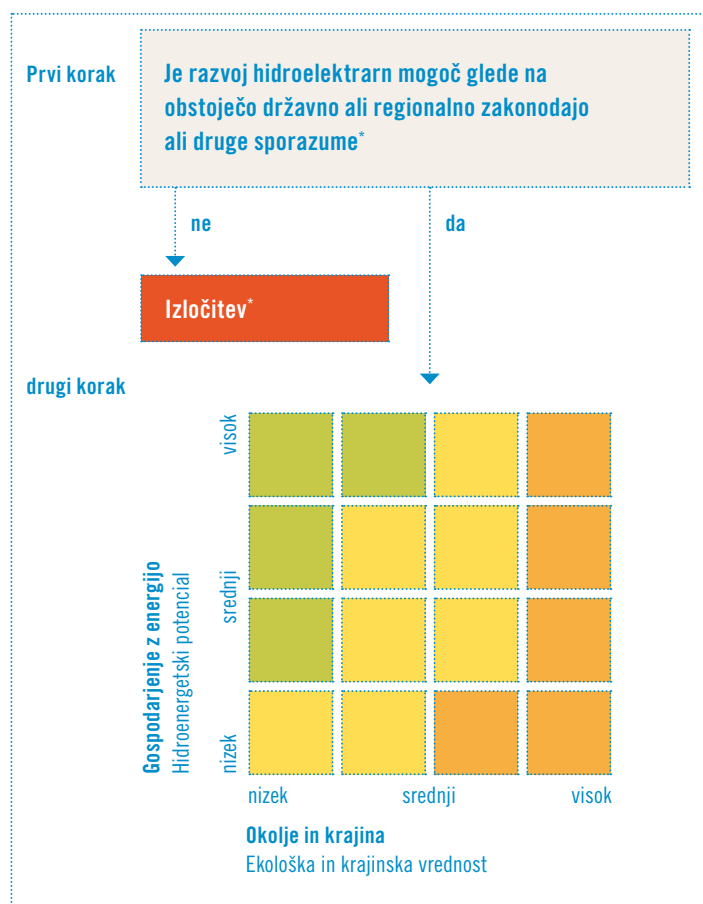 Prvi korak
Je razvoj hidroelektrarn mogoč glede na
obstoječo državno ali regionalno zakonodajo
ali druge sporazume*
ne
da
Izločitev*
drugi korak
visok
srednji
nizek
Gospodarjenje z energijo
Hidroenergetski potencial
nizek
srednji
visok
Okolje in krajina
Ekološka in krajinska vrednost